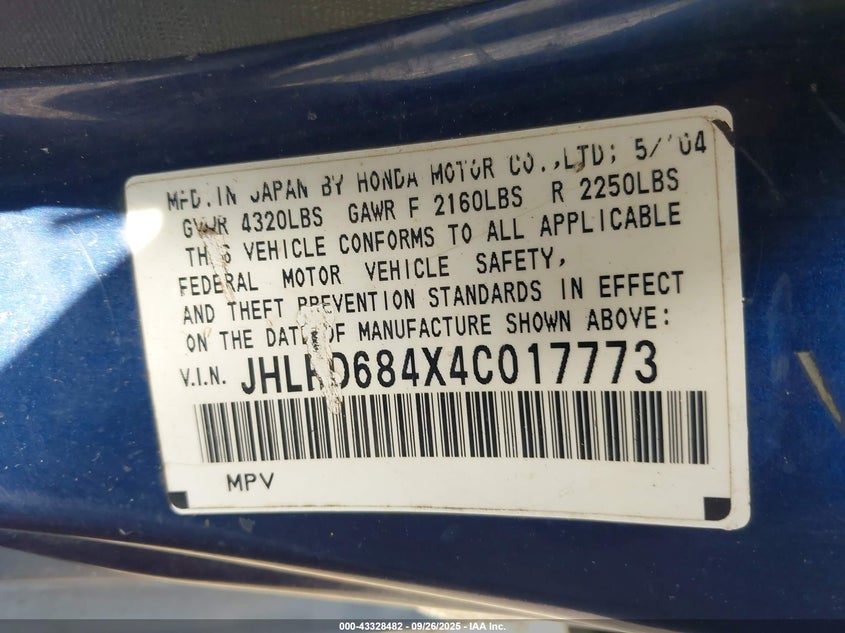 MFD. IN JAPAN BY HONDA MOTOR CO., LTD; 5/'04
GVWR 4320LBS GAWR F 2160LBS R 2250LBS
THIS VEHICLE CONFORMS TO ALL APPLICABLE
FEDERAL MOTOR VEHICLE SAFETY,
AND THEFT PREVENTION STANDARDS IN EFFECT
ON THE DATE OF MANUFACTURE SHOWN ABOVE:
V.I.N. JHLRD684X4C017773
MPV
000-43328482 - 09/26/2025 - IAA Inc.